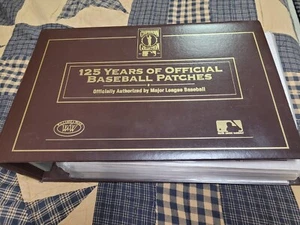 125 YEARS OF OFFICIAL
BASEBALL PATCHES
Officially Authorized by Major League Baseball